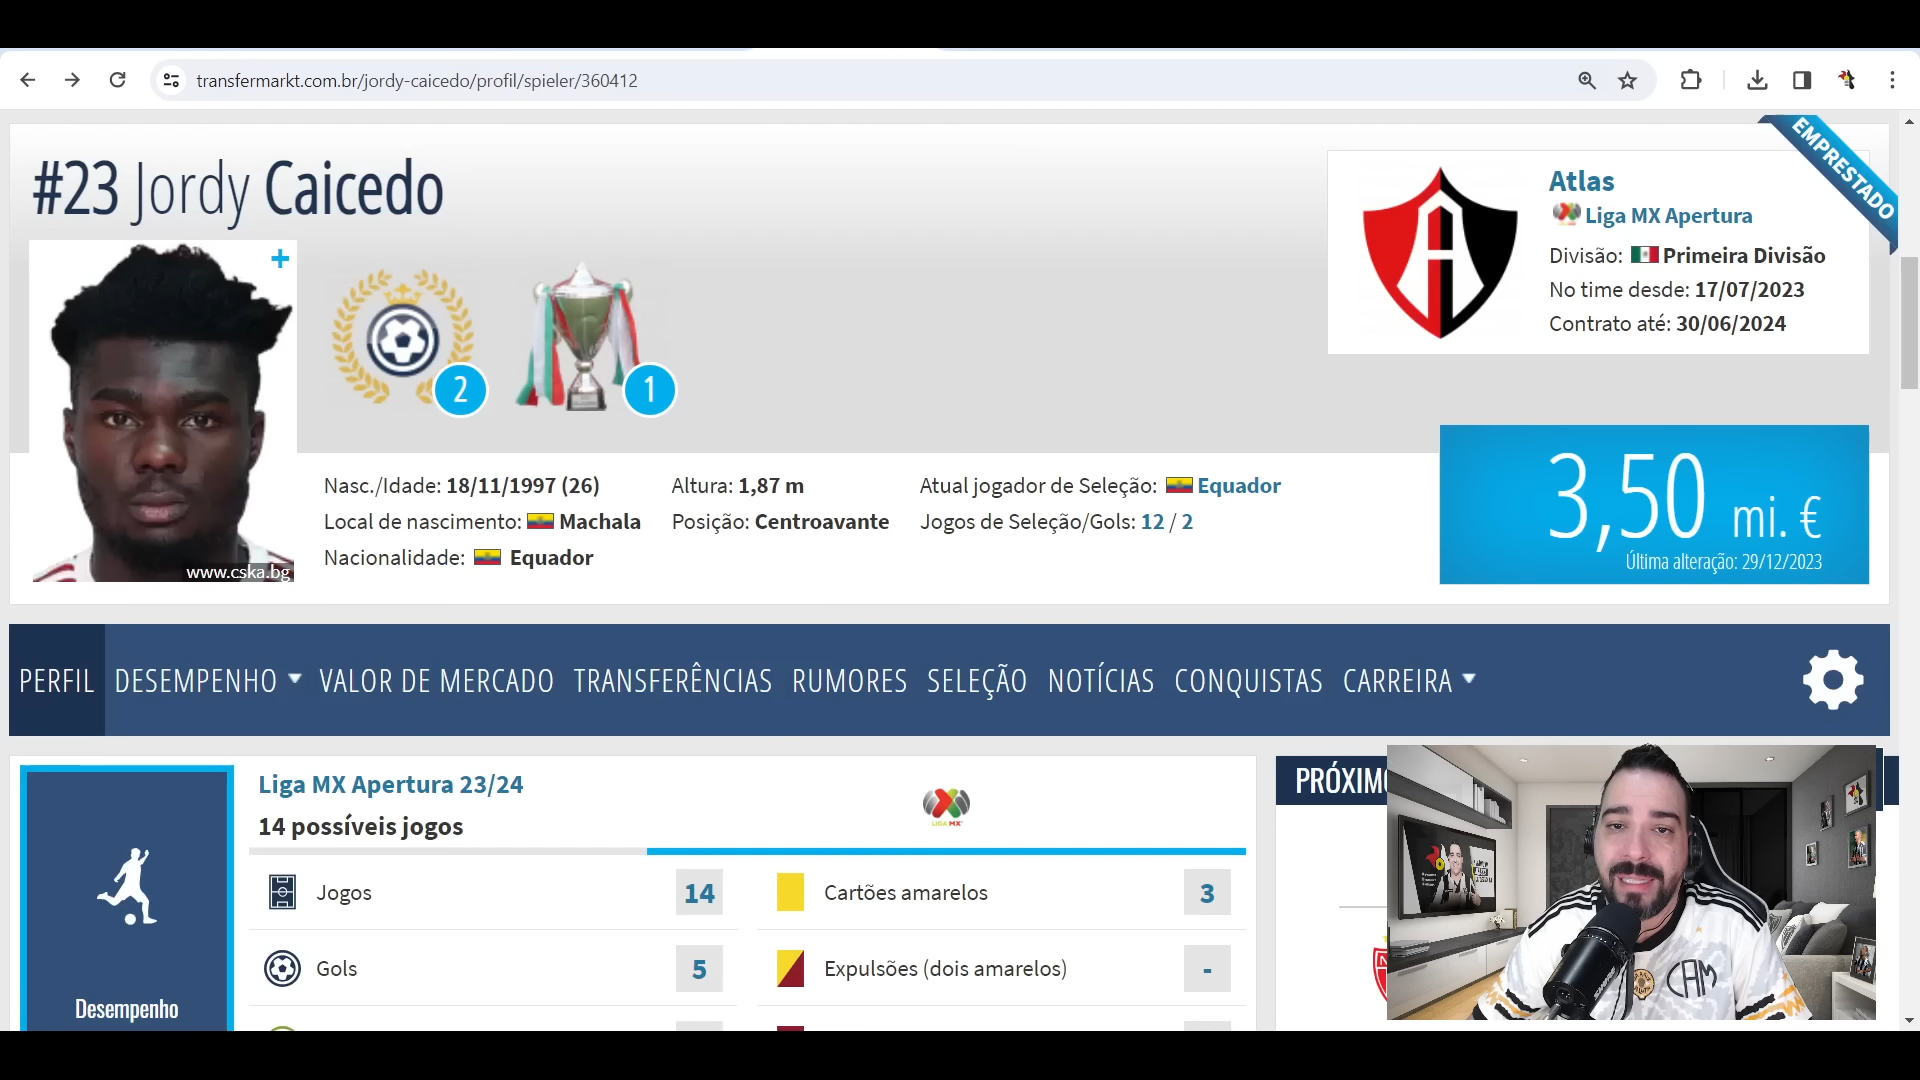 transfermarkt.com.br/jordy-caicedo/profil/spieler/360412
#23 Jordy Caicedo
EMPRESTADO
Atlas
Liga MX Apertura
Divisão: Primeira Divisão
No time desde: 17/07/2023
Contrato até: 30/06/2024
A
+
2
1
www.cska.bg
Nasc./Idade: 18/11/1997 (26)
Local de nascimento: Machala
Nacionalidade: Equador
Altura: 1,87 m
Posição: Centroavante
Atual jogador de Seleção: Equador
Jogos de Seleção/Gols: 12 / 2
3,50 mi. €
Última alteração: 29/12/2023
PERFIL DESEMPENHO VALOR DE MERCADO TRANSFERÊNCIAS RUMORES SELEÇÃO NOTÍCIAS CONQUISTAS CARREIRA
Desempenho
Liga MX Apertura 23/24
14 possíveis jogos
LIGA MX
Jogos 14
Cartões amarelos 3
Gols 5
Expulsões (dois amarelos) -
PRÓXIM
CAM